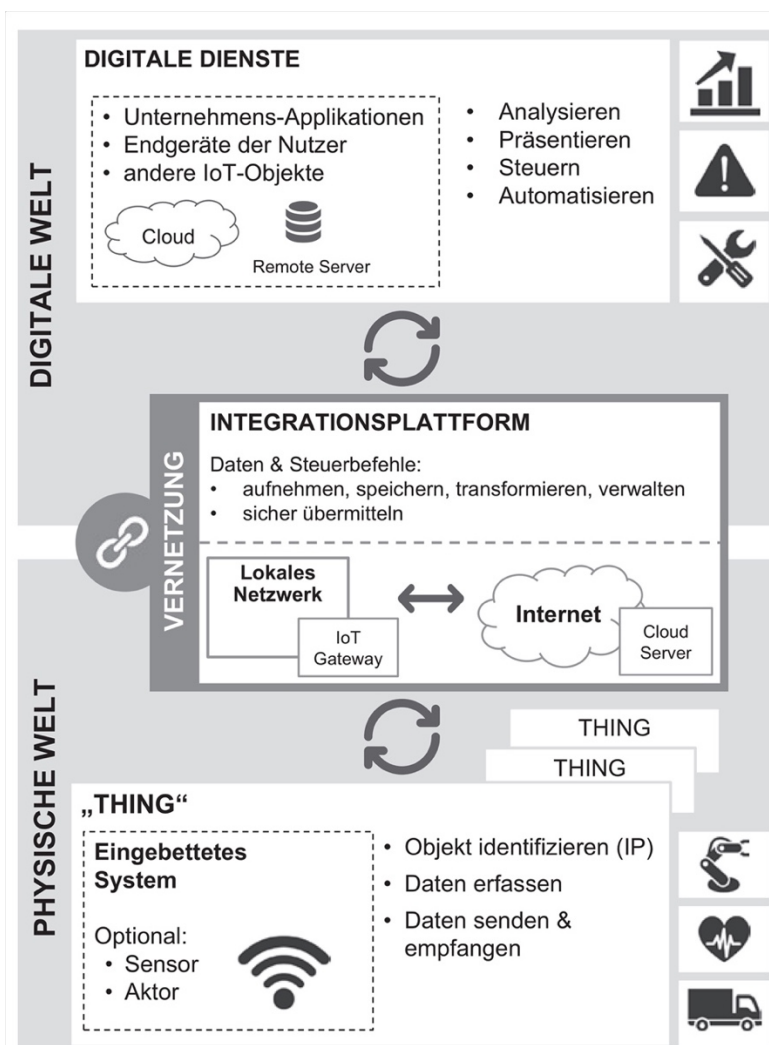 DIGITALE WELT
DIGITALE DIENSTE
• Unternehmens-Applikationen
• Endgeräte der Nutzer
• andere IoT-Objekte
Cloud
Remote Server
• Analysieren
• Präsentieren
• Steuern
• Automatisieren
VERNETZUNG
INTEGRATIONSPLATTFORM
Daten & Steuerbefehle:
• aufnehmen, speichern, transformieren, verwalten
• sicher übermitteln
Lokales
Netzwerk
IoT
Gateway
Internet
Cloud
Server
PHYSISCHE WELT
THING
THING
„THING“
Eingebettetes
System
Optional:
• Sensor
• Aktor
• Objekt identifizieren (IP)
• Daten erfassen
• Daten senden &
empfangen